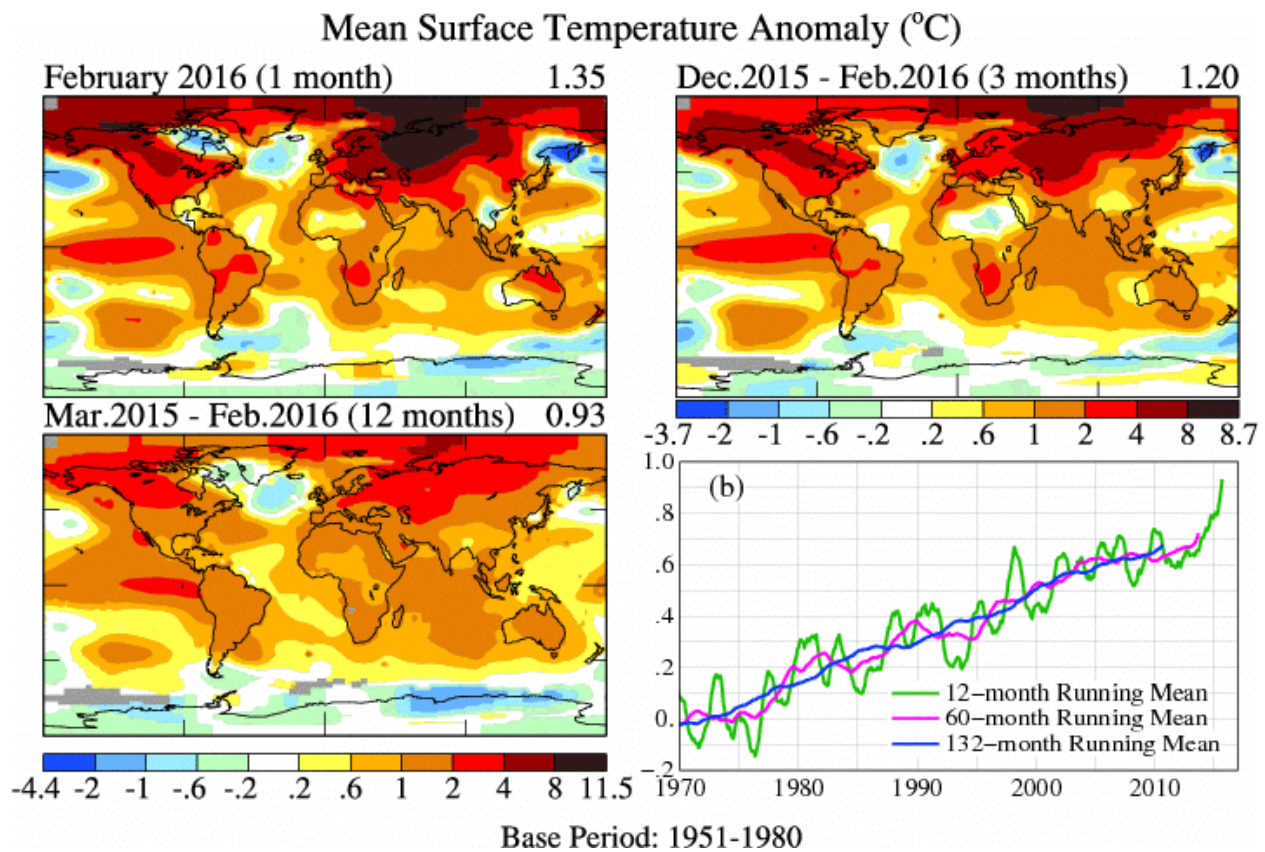 Mean Surface Temperature Anomaly (°C)
February 2016 (1 month) 1.35
Dec.2015 - Feb.2016 (3 months) 1.20
Mar.2015 - Feb.2016 (12 months) 0.93
-3.7 -2 -1 -.6 -.2 .2 .6 1 2 4 8 8.7
1.0
(b)
.8
.6
.4
.2
0.
-.2
12-month Running Mean
60-month Running Mean
132-month Running Mean
1970 1980 1990 2000 2010
-4.4 -2 -1 -.6 -.2 .2 .6 1 2 4 8 11.5
Base Period: 1951-1980